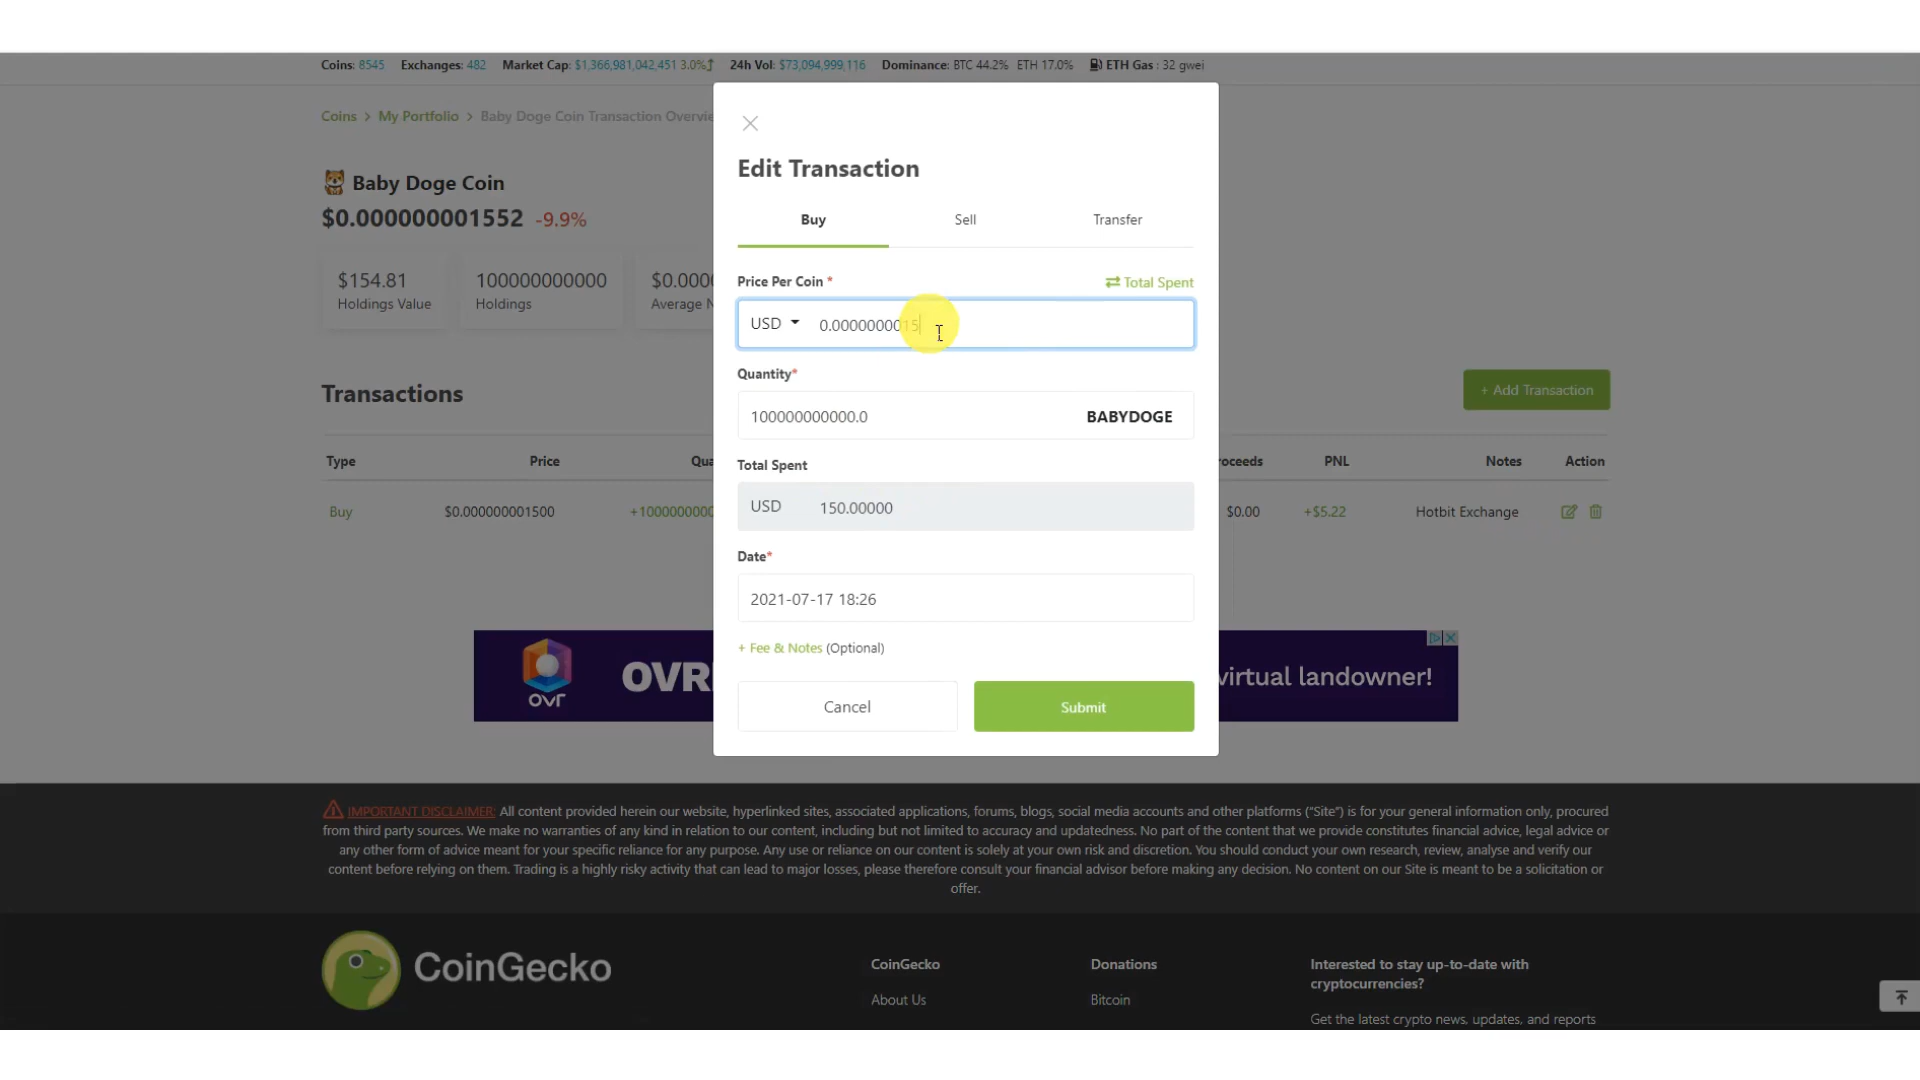 Coins: 8545 Exchanges: 482 Market Cap: $1,366,981,042,451 3.0% 24h Vol: $73,094,999,116 Dominance: BTC 44.2% ETH 17.0% ETH Gas : 32 gwei
Coins > My Portfolio > Baby Doge Coin Transaction Overvie
Baby Doge Coin
$0.000000001552 -9.9%
$154.81
Holdings Value
100000000000
Holdings
$0.0000
Average N
Transactions
+ Add Transaction
Type Price Qua roceeds PNL Notes Action
Buy $0.000000001500 +1000000000 $0.00 +$5.22 Hotbit Exchange
Edit Transaction
Buy Sell Transfer
Price Per Coin * Total Spent
USD 0.0000000015
Quantity*
100000000000.0 BABYDOGE
Total Spent
USD 150.00000
Date*
2021-07-17 18:26
+ Fee & Notes (Optional)
Cancel Submit
ovr OVR virtual landowner!
IMPORTANT DISCLAIMER: All content provided herein our website, hyperlinked sites, associated applications, forums, blogs, social media accounts and other platforms ("Site") is for your general information only, procured
from third party sources. We make no warranties of any kind in relation to our content, including but not limited to accuracy and updatedness. No part of the content that we provide constitutes financial advice, legal advice or
any other form of advice meant for your specific reliance for any purpose. Any use or reliance on our content is solely at your own risk and discretion. You should conduct your own research, review, analyse and verify our
content before relying on them. Trading is a highly risky activity that can lead to major losses, please therefore consult your financial advisor before making any decision. No content on our Site is meant to be a solicitation or
offer.
CoinGecko
CoinGecko
About Us
Donations
Bitcoin
Interested to stay up-to-date with
cryptocurrencies?
Get the latest crypto news, updates, and reports